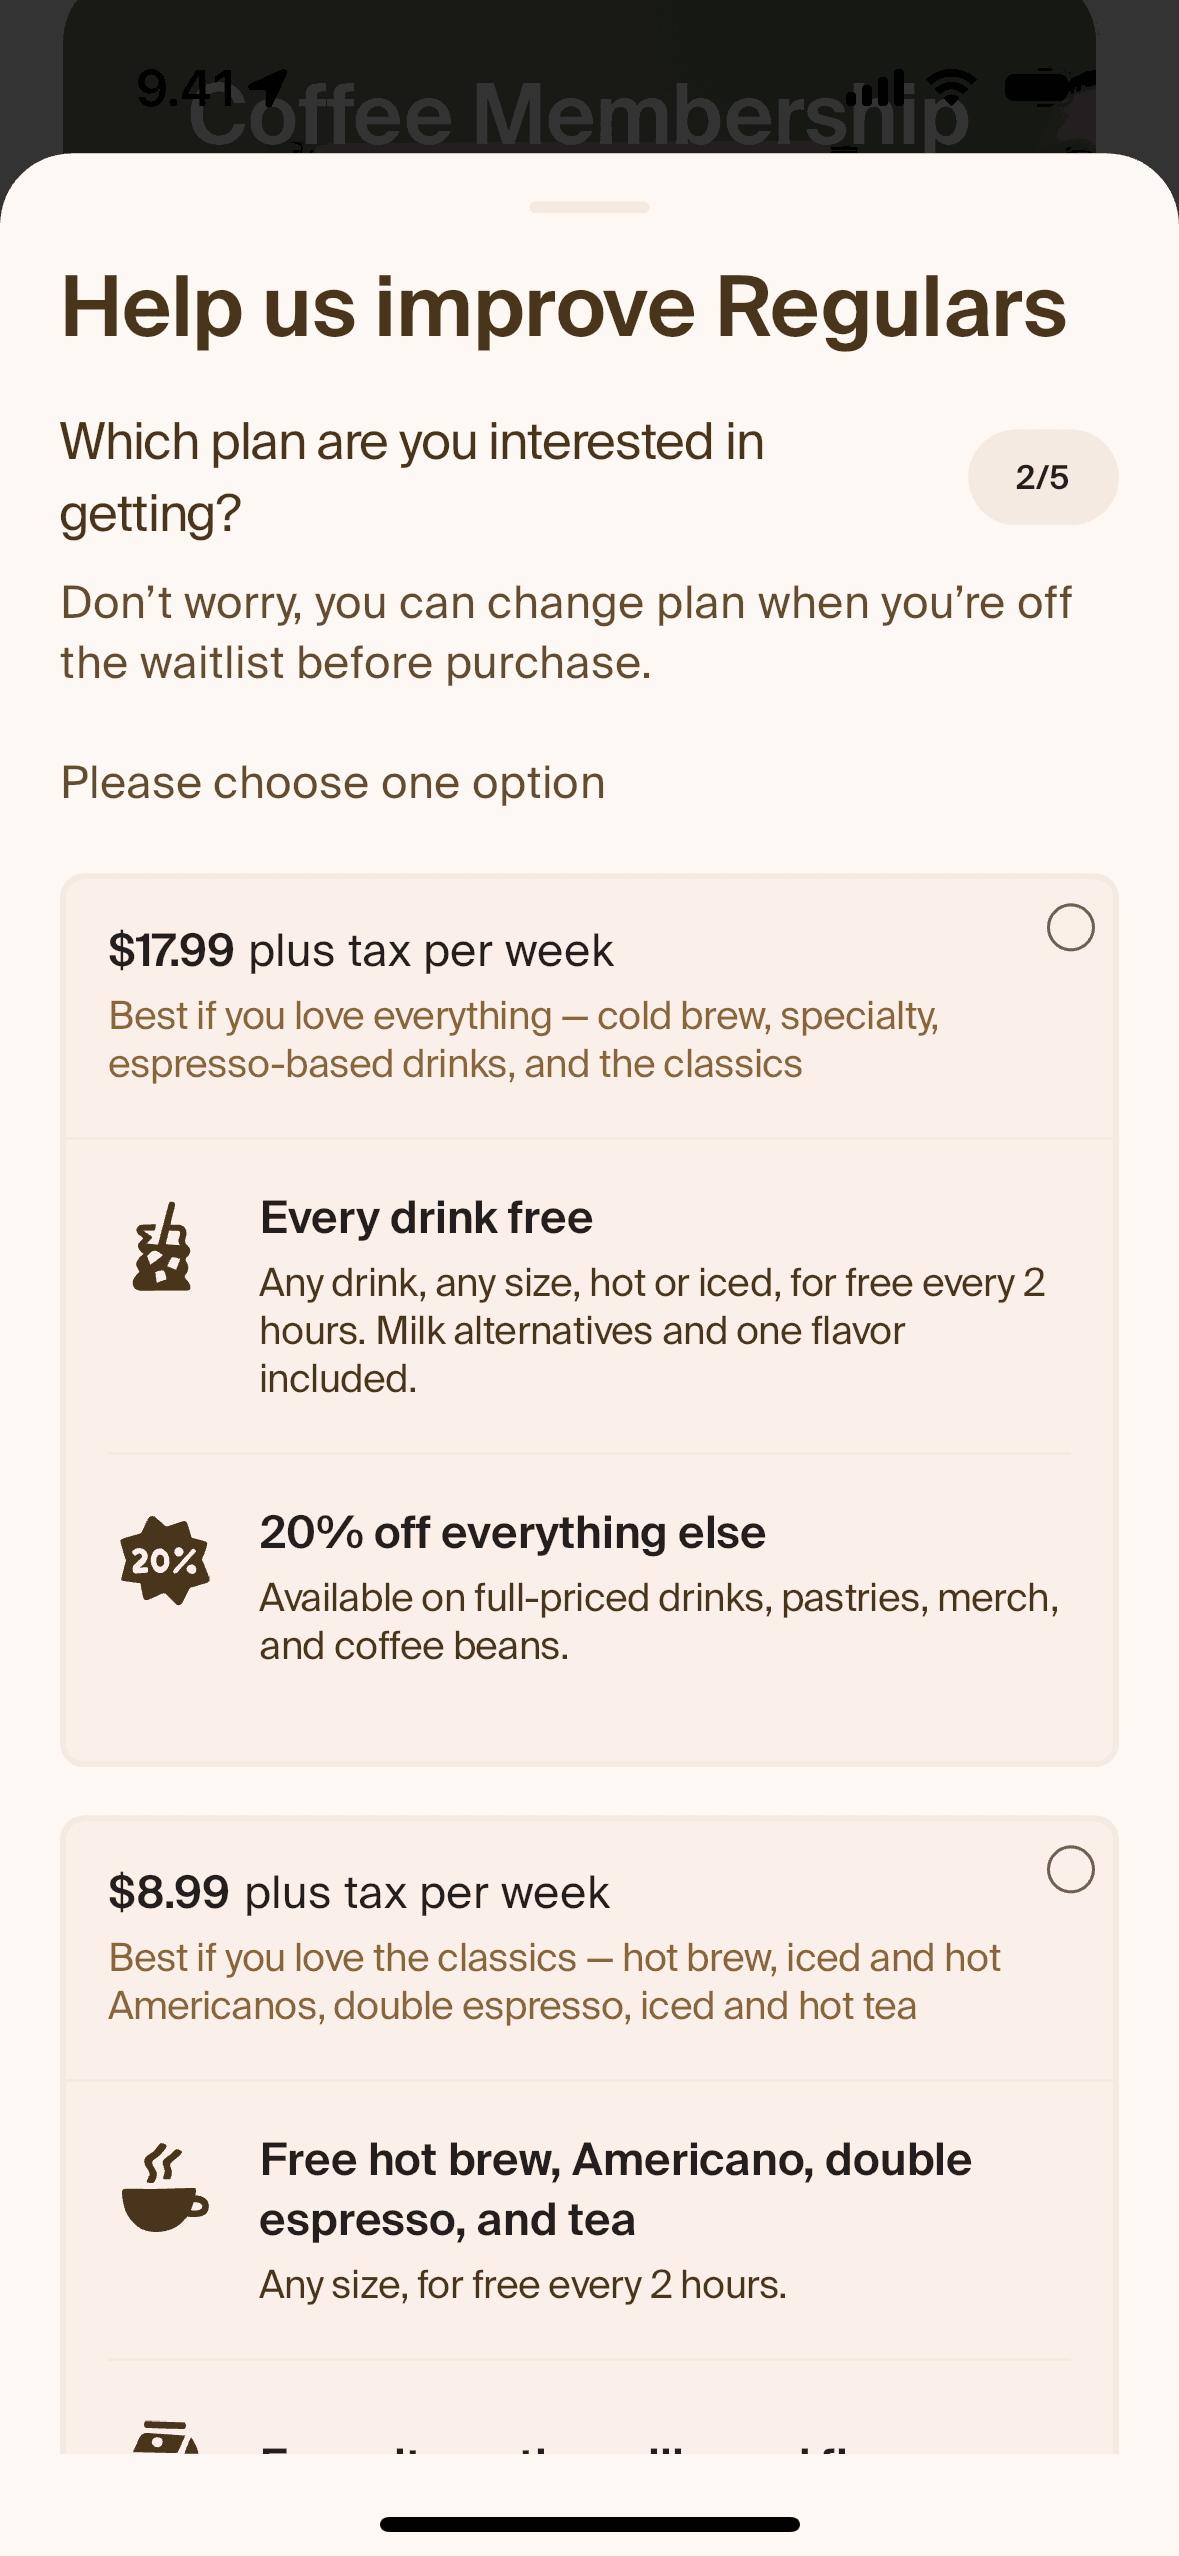 9.41
Coffee Membership
Help us improve Regulars
Which plan are you interested in
getting?
2/5
Don’t worry, you can change plan when you’re off
the waitlist before purchase.
Please choose one option
$17.99 plus tax per week
Best if you love everything — cold brew, specialty,
espresso-based drinks, and the classics
Every drink free
Any drink, any size, hot or iced, for free every 2
hours. Milk alternatives and one flavor
included.
20%
20% off everything else
Available on full-priced drinks, pastries, merch,
and coffee beans.
$8.99 plus tax per week
Best if you love the classics — hot brew, iced and hot
Americanos, double espresso, iced and hot tea
Free hot brew, Americano, double
espresso, and tea
Any size, for free every 2 hours.